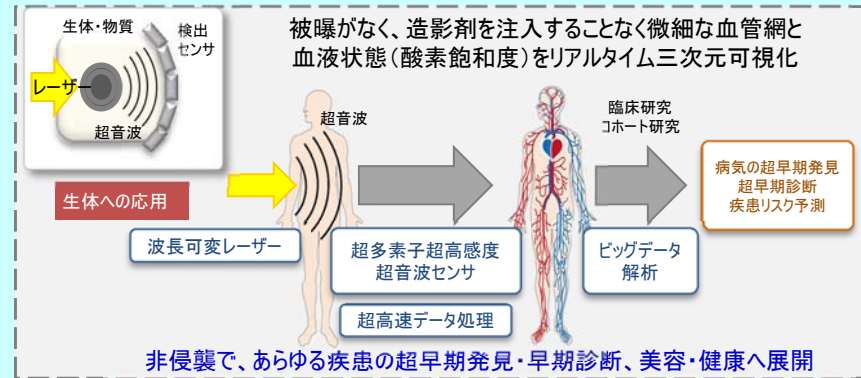 生体・物質
検出
センサ
レーザー
超音波
被曝がなく、造影剤を注入することなく微細な血管網と
血液状態(酸素飽和度)をリアルタイム三次元可視化
超音波
臨床研究
コホート研究
生体への応用
病気の超早期発見
超早期診断
疾患リスク予測
波長可変レーザー
超多素子超高感度
超音波センサ
ビッグデータ
解析
超高速データ処理
非侵襲で、あらゆる疾患の超早期発見・早期診断、美容・健康へ展開